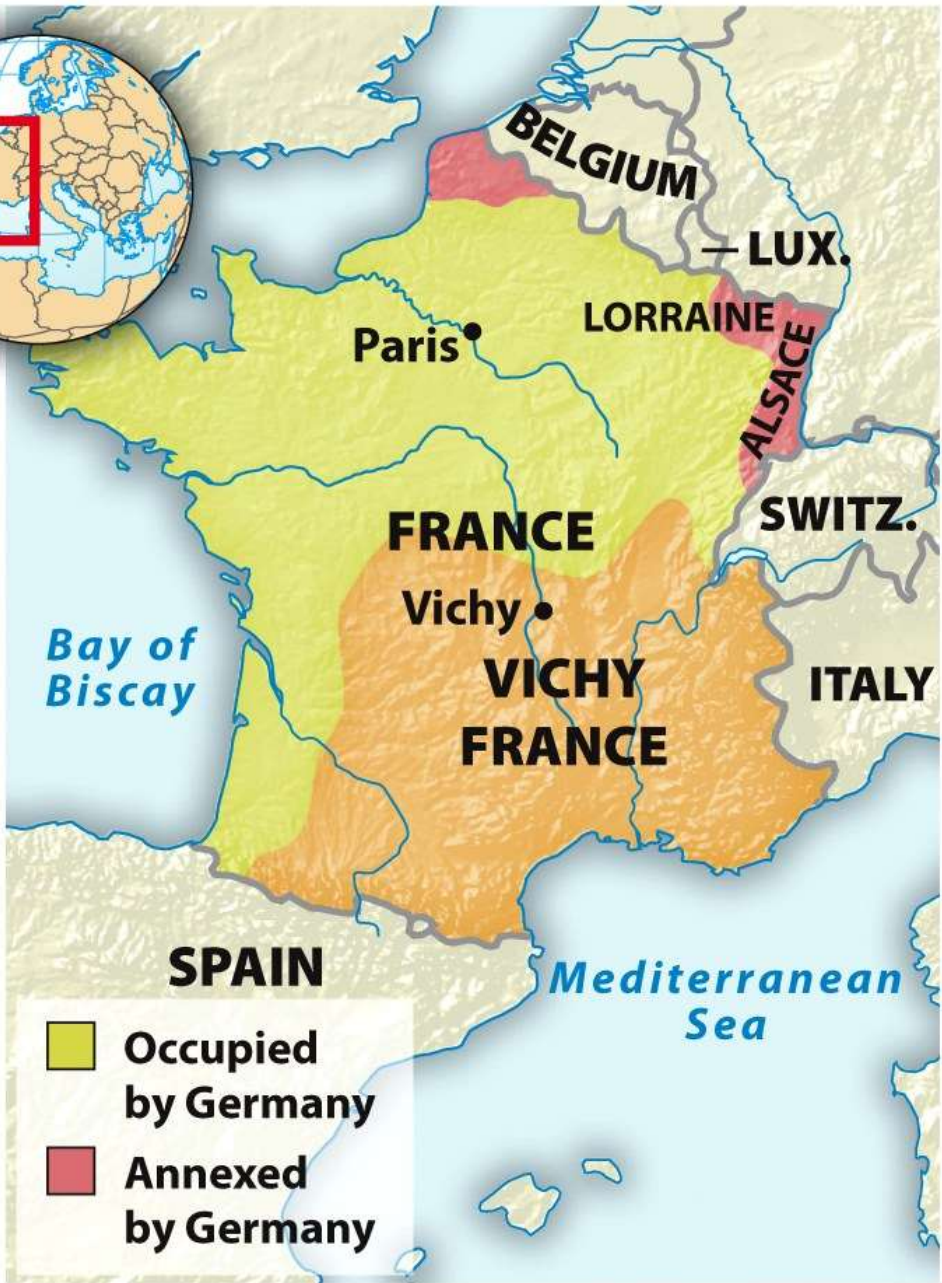 BELGIUM
LUX.
LORRAINE
Paris
ALSACE
SWITZ.
FRANCE
Vichy
Bay of
Biscay
VICHY
FRANCE
ITALY
SPAIN
Mediterranean
Sea
Occupied
by Germany
Annexed
by Germany